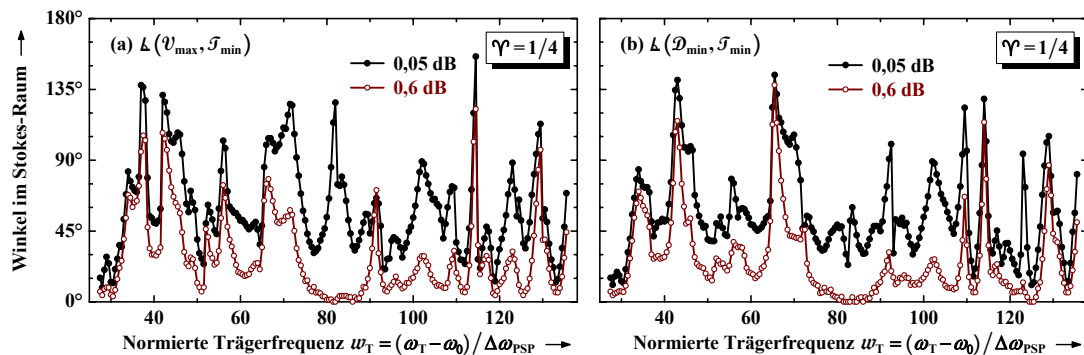 180°
135°
90°
45°
0°
Winkel im Stokes-Raum
(a) ∡(𝒱max, 𝒯min)
ϒ = 1/4
0,05 dB
0,6 dB
40 60 80 100 120
Normierte Trägerfrequenz wT = (ωT − ω0) / ΔωPSP
(b) ∡(𝒟min, 𝒯min)
ϒ = 1/4
0,05 dB
0,6 dB
40 60 80 100 120
Normierte Trägerfrequenz wT = (ωT − ω0) / ΔωPSP